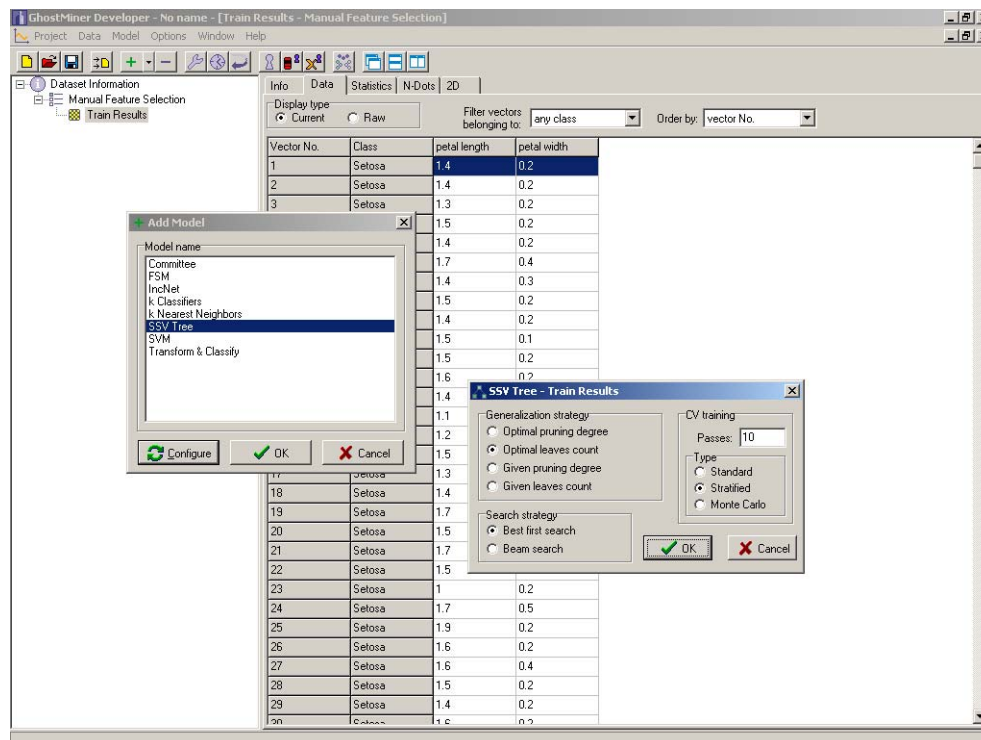 GhostMiner Developer - No name - [Train Results - Manual Feature Selection]
Project Data Model Options Window Help
Dataset Information
Manual Feature Selection
Train Results
Info Data Statistics N-Dots 2D
Display type
Current Raw
Filter vectors belonging to: any class
Order by: vector No.
Vector No. Class petal length petal width
1 Setosa 1.4 0.2
2 Setosa 1.4 0.2
3 Setosa 1.3 0.2
1.5 0.2
1.4 0.2
1.7 0.4
1.4 0.3
1.5 0.2
1.4 0.2
1.5 0.1
1.5 0.2
1.6 0.2
1.4
1.1
1.2
1.5
17 Setosa 1.3
18 Setosa 1.4
19 Setosa 1.7
20 Setosa 1.5
21 Setosa 1.7
22 Setosa 1.5
23 Setosa 1 0.2
24 Setosa 1.7 0.5
25 Setosa 1.9 0.2
26 Setosa 1.6 0.2
27 Setosa 1.6 0.4
28 Setosa 1.5 0.2
29 Setosa 1.4 0.2
30 Setosa 1.6 0.2
Add Model
Model name
Committee
FSM
IncNet
k Classifiers
k Nearest Neighbors
SSV Tree
SVM
Transform & Classify
Configure OK Cancel
SSV Tree - Train Results
Generalization strategy
Optimal pruning degree
Optimal leaves count
Given pruning degree
Given leaves count
Search strategy
Best first search
Beam search
CV training
Passes: 10
Type
Standard
Stratified
Monte Carlo
OK Cancel